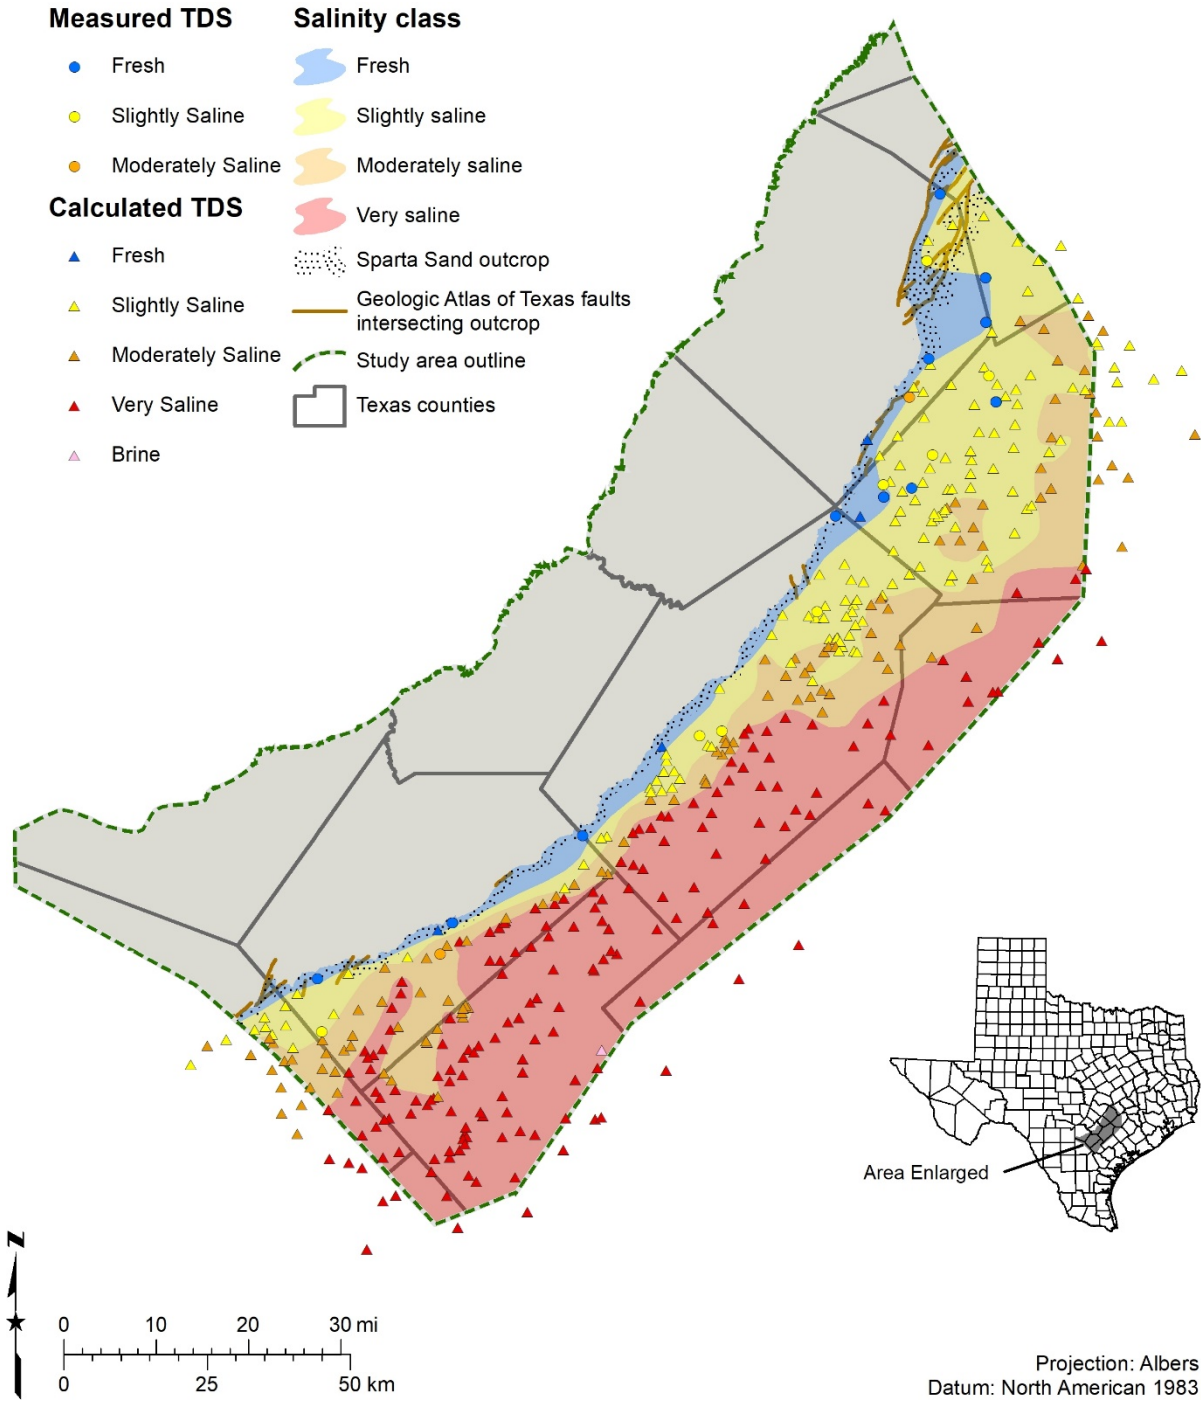 Measured TDS
Fresh
Slightly Saline
Moderately Saline
Calculated TDS
Fresh
Slightly Saline
Moderately Saline
Very Saline
Brine
Salinity class
Fresh
Slightly saline
Moderately saline
Very saline
Sparta Sand outcrop
Geologic Atlas of Texas faults
intersecting outcrop
Study area outline
Texas counties
Area Enlarged
N
0 10 20 30 mi
0 25 50 km
Projection: Albers
Datum: North American 1983